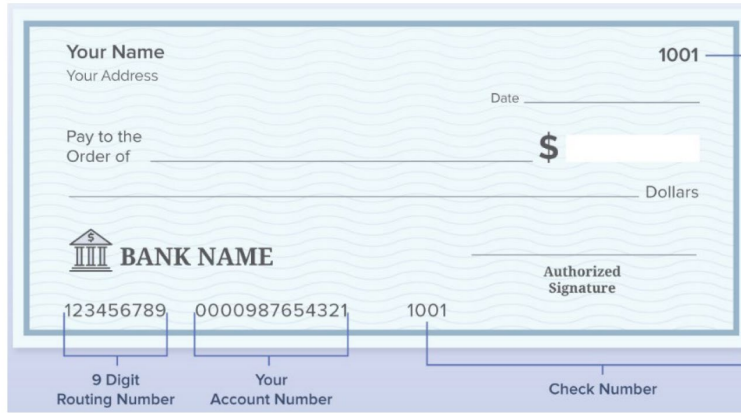 Your Name
1001
Your Address
Date
Pay to the
Order of
$
Dollars
$
BANK NAME
Authorized
Signature
123456789 0000987654321 1001
9 Digit
Routing Number
Your
Account Number
Check Number